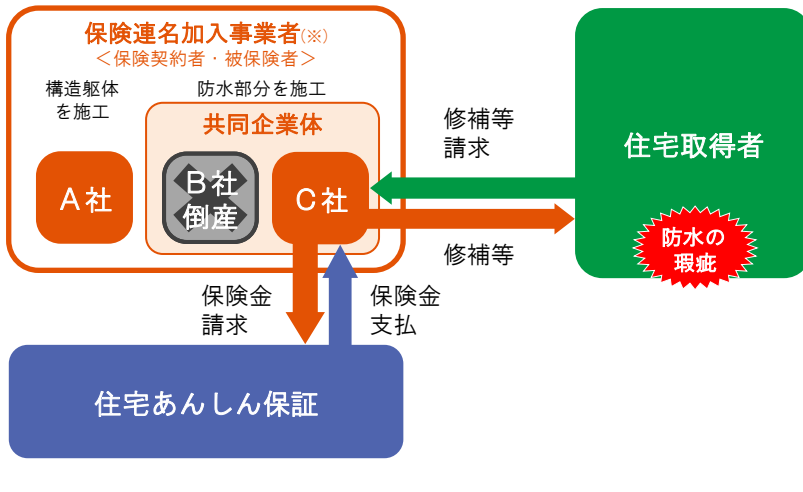 保険連名加入事業者(※)
＜保険契約者・被保険者＞
構造躯体
を施工
防水部分を施工
共同企業体
A社
B社
倒産
C社
修補等
請求
住宅取得者
防水の
瑕疵
修補等
保険金
請求
保険金
支払
住宅あんしん保証